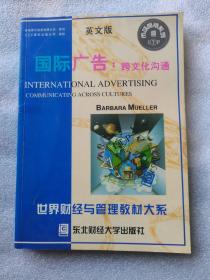 英文版
国际广告：跨文化沟通
INTERNATIONAL ADVERTISING
COMMUNICATING ACROSS CULTURES
BARBARA MUELLER
世界财经与管理教材大系
东北财经大学出版社